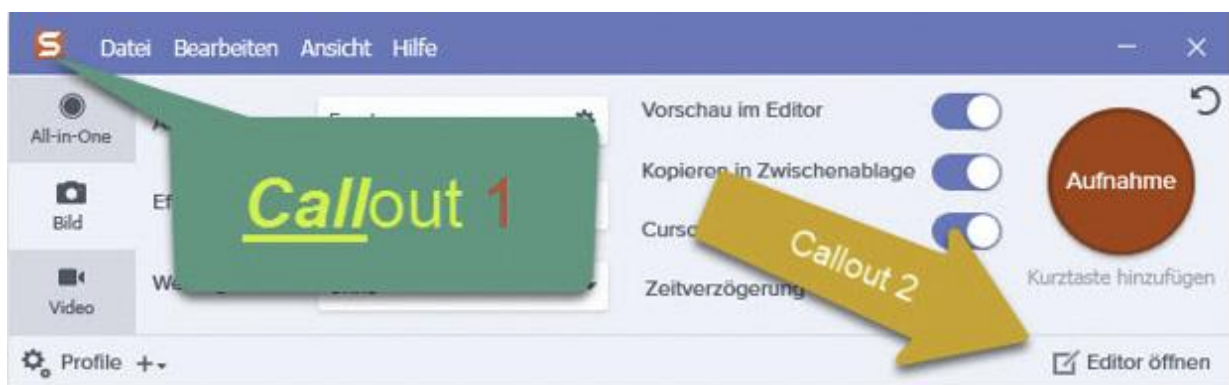 S Datei Bearbeiten Ansicht Hilfe
All-in-One
Vorschau im Editor
Kopieren in Zwischenablage
Aufnahme
Bild
Callout 1
Callout 2
Video
Zeitverzögerung
Kurztaste hinzufügen
Profile
Editor öffnen